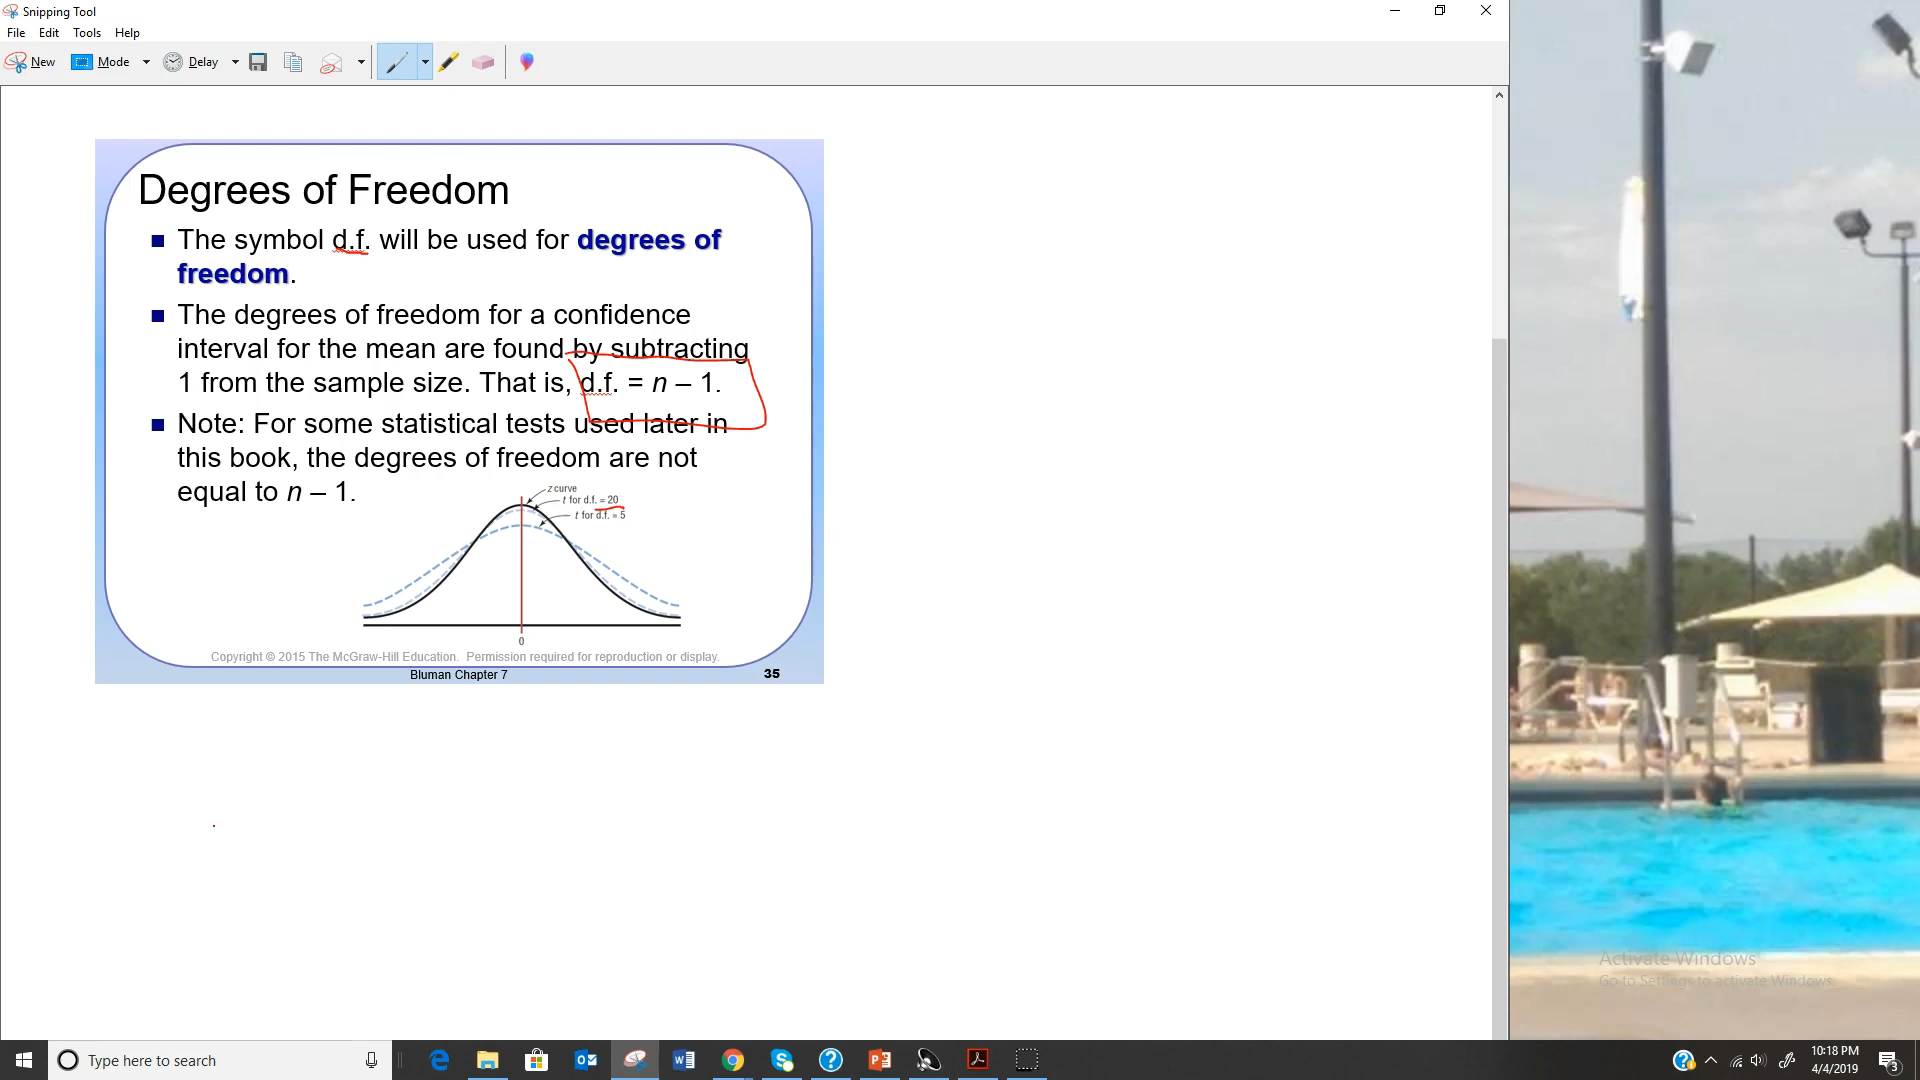 Snipping Tool
File Edit Tools Help
New Mode Delay
Degrees of Freedom
The symbol d.f. will be used for degrees of
freedom.
The degrees of freedom for a confidence
interval for the mean are found by subtracting
1 from the sample size. That is, d.f. = n – 1.
Note: For some statistical tests used later in
this book, the degrees of freedom are not
equal to n – 1.
z curve
t for d.f. = 20
t for d.f. = 5
0
Copyright © 2015 The McGraw-Hill Education. Permission required for reproduction or display.
Bluman Chapter 7
35
Activate Windows
Go to Settings to activate Windows.
Type here to search
10:18 PM
4/4/2019
3